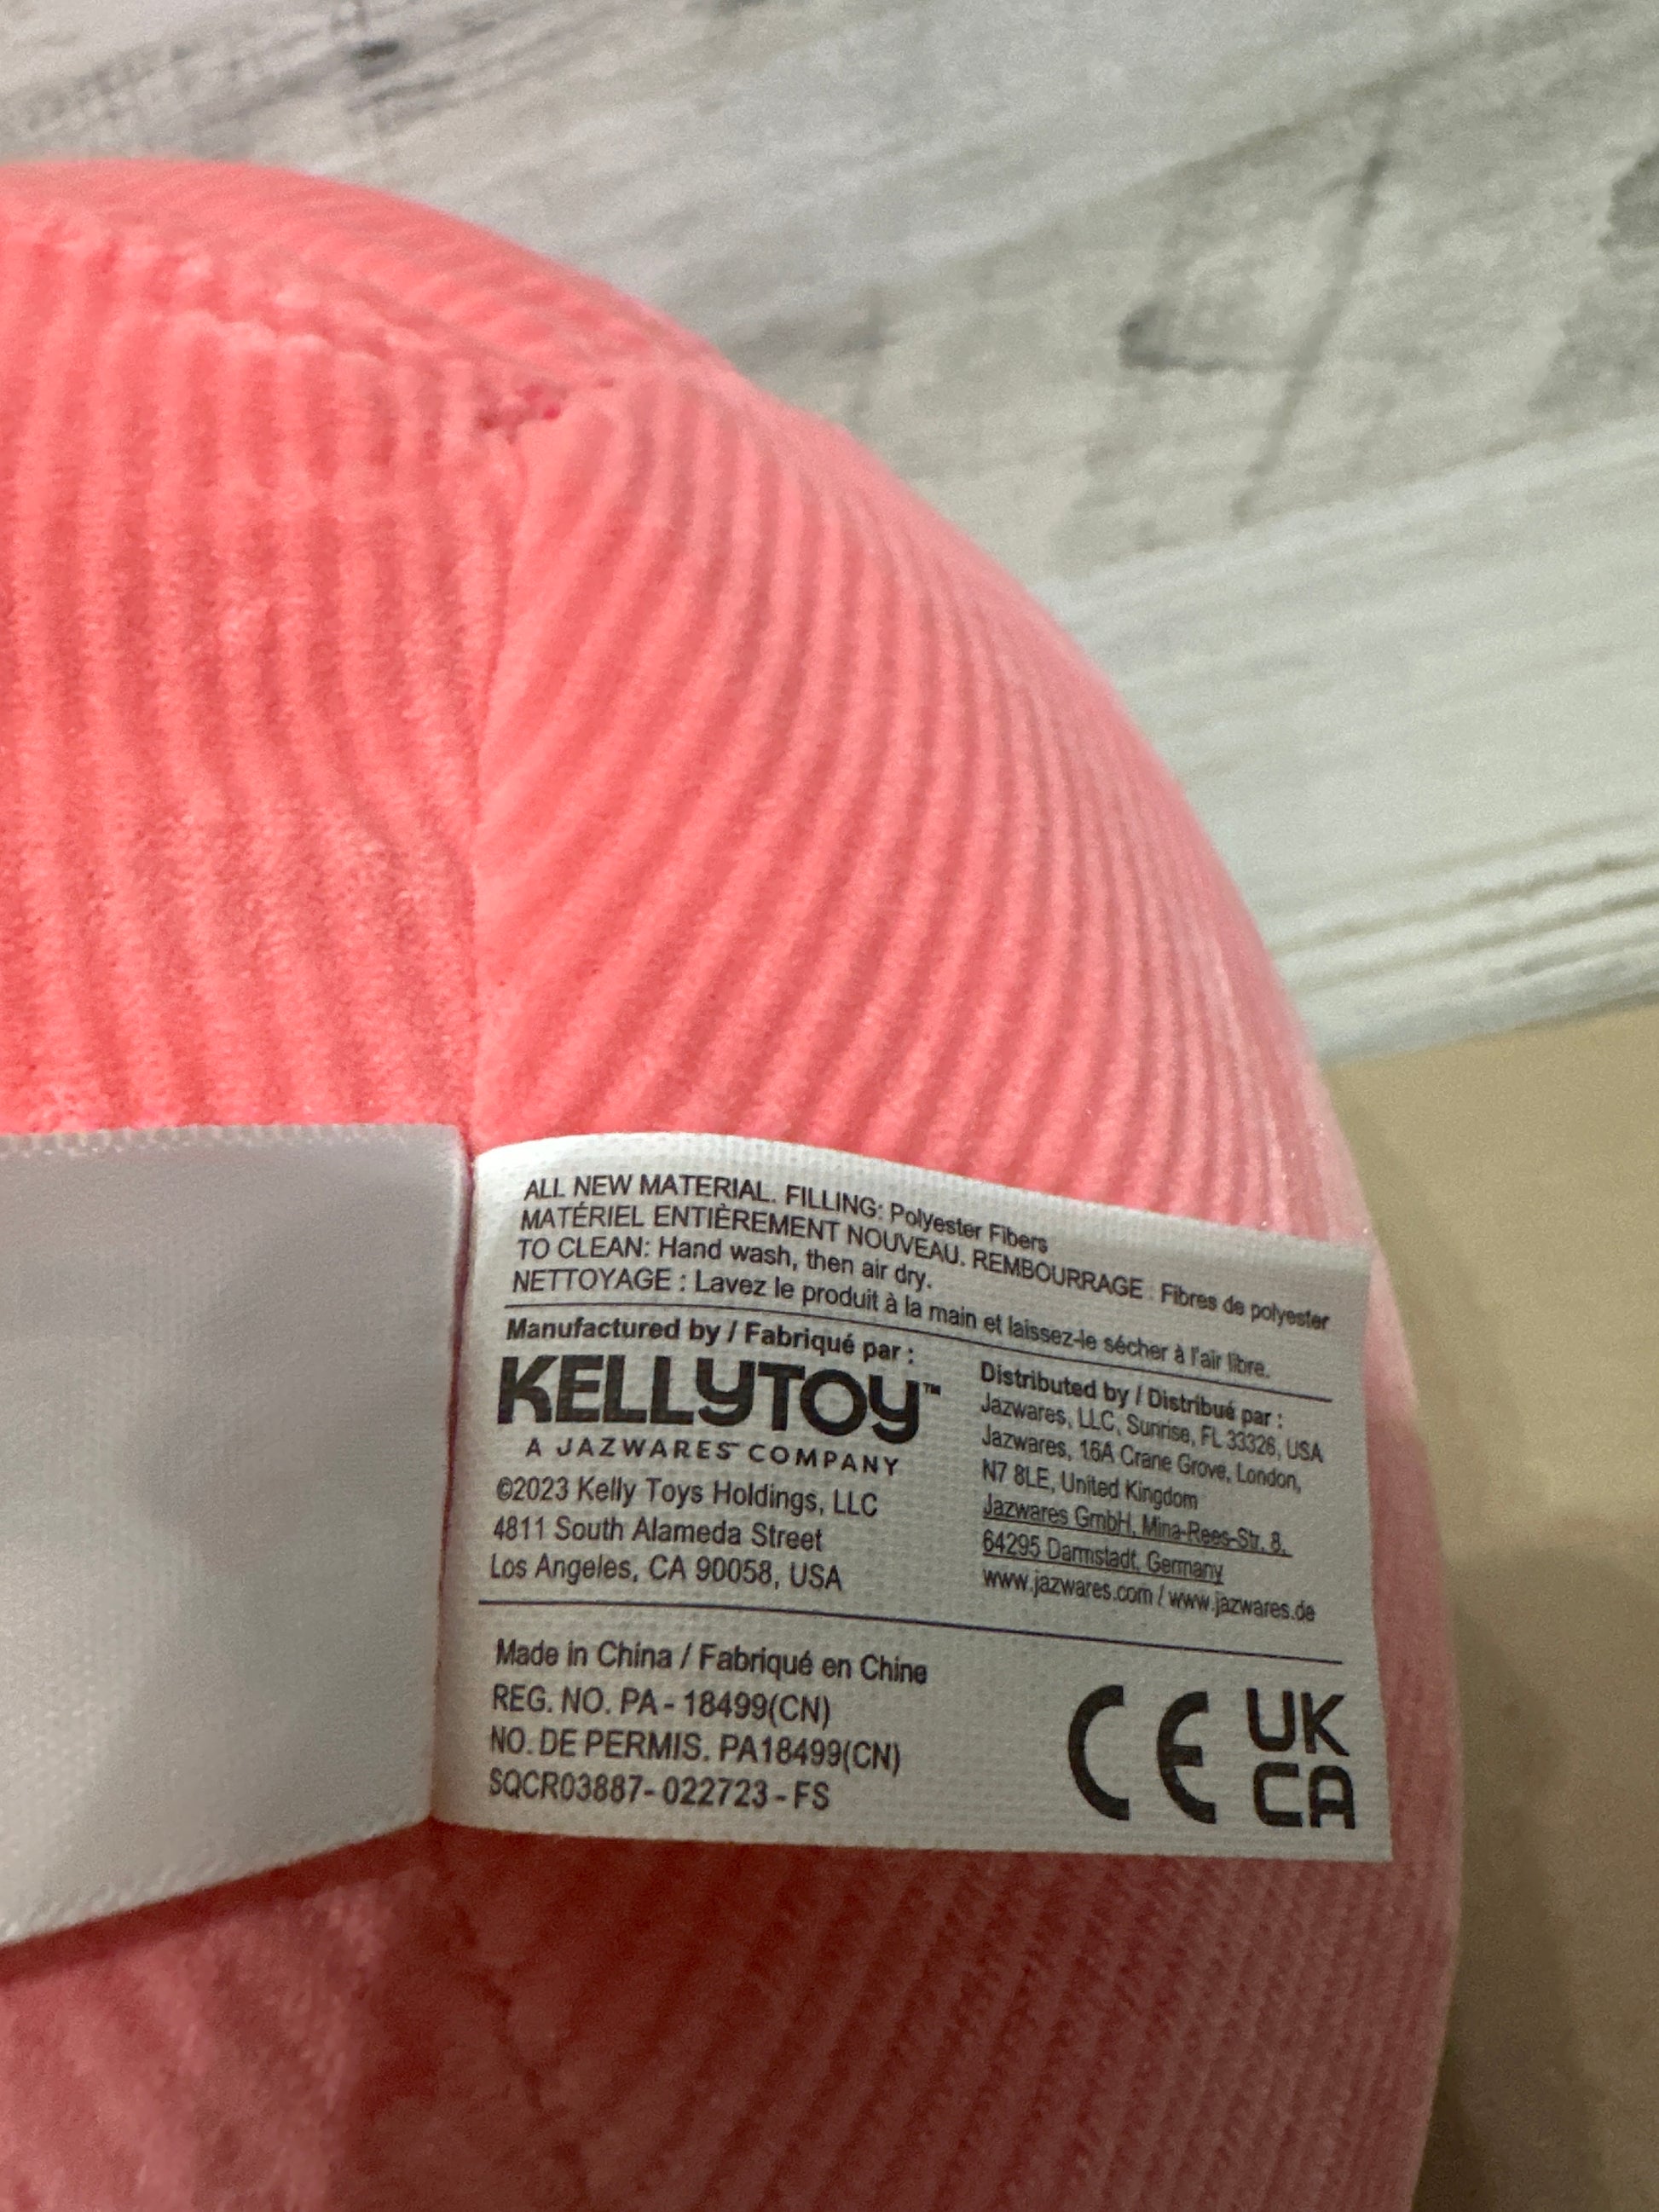 ALL NEW MATERIAL. FILLING: Polyester Fibers
MATÉRIEL ENTIÈREMENT NOUVEAU. REMBOURRAGE : Fibres de polyester
TO CLEAN: Hand wash, then air dry.
NETTOYAGE : Lavez le produit à la main et laissez-le sécher à l'air libre.
Manufactured by / Fabriqué par :
KELLYTOY™
A JAZWARES™ COMPANY
©2023 Kelly Toys Holdings, LLC
4811 South Alameda Street
Los Angeles, CA 90058, USA
Distributed by / Distribué par :
Jazwares, LLC, Sunrise, FL 33326, USA
Jazwares, 16A Crane Grove, London,
N7 8LE, United Kingdom
Jazwares GmbH, Mina-Rees-Str. 8,
64295 Darmstadt, Germany
www.jazwares.com / www.jazwares.de
Made in China / Fabriqué en Chine
REG. NO. PA - 18499(CN)
NO. DE PERMIS. PA18499(CN)
SQCR03887- 022723 - FS
CE
UK
CA